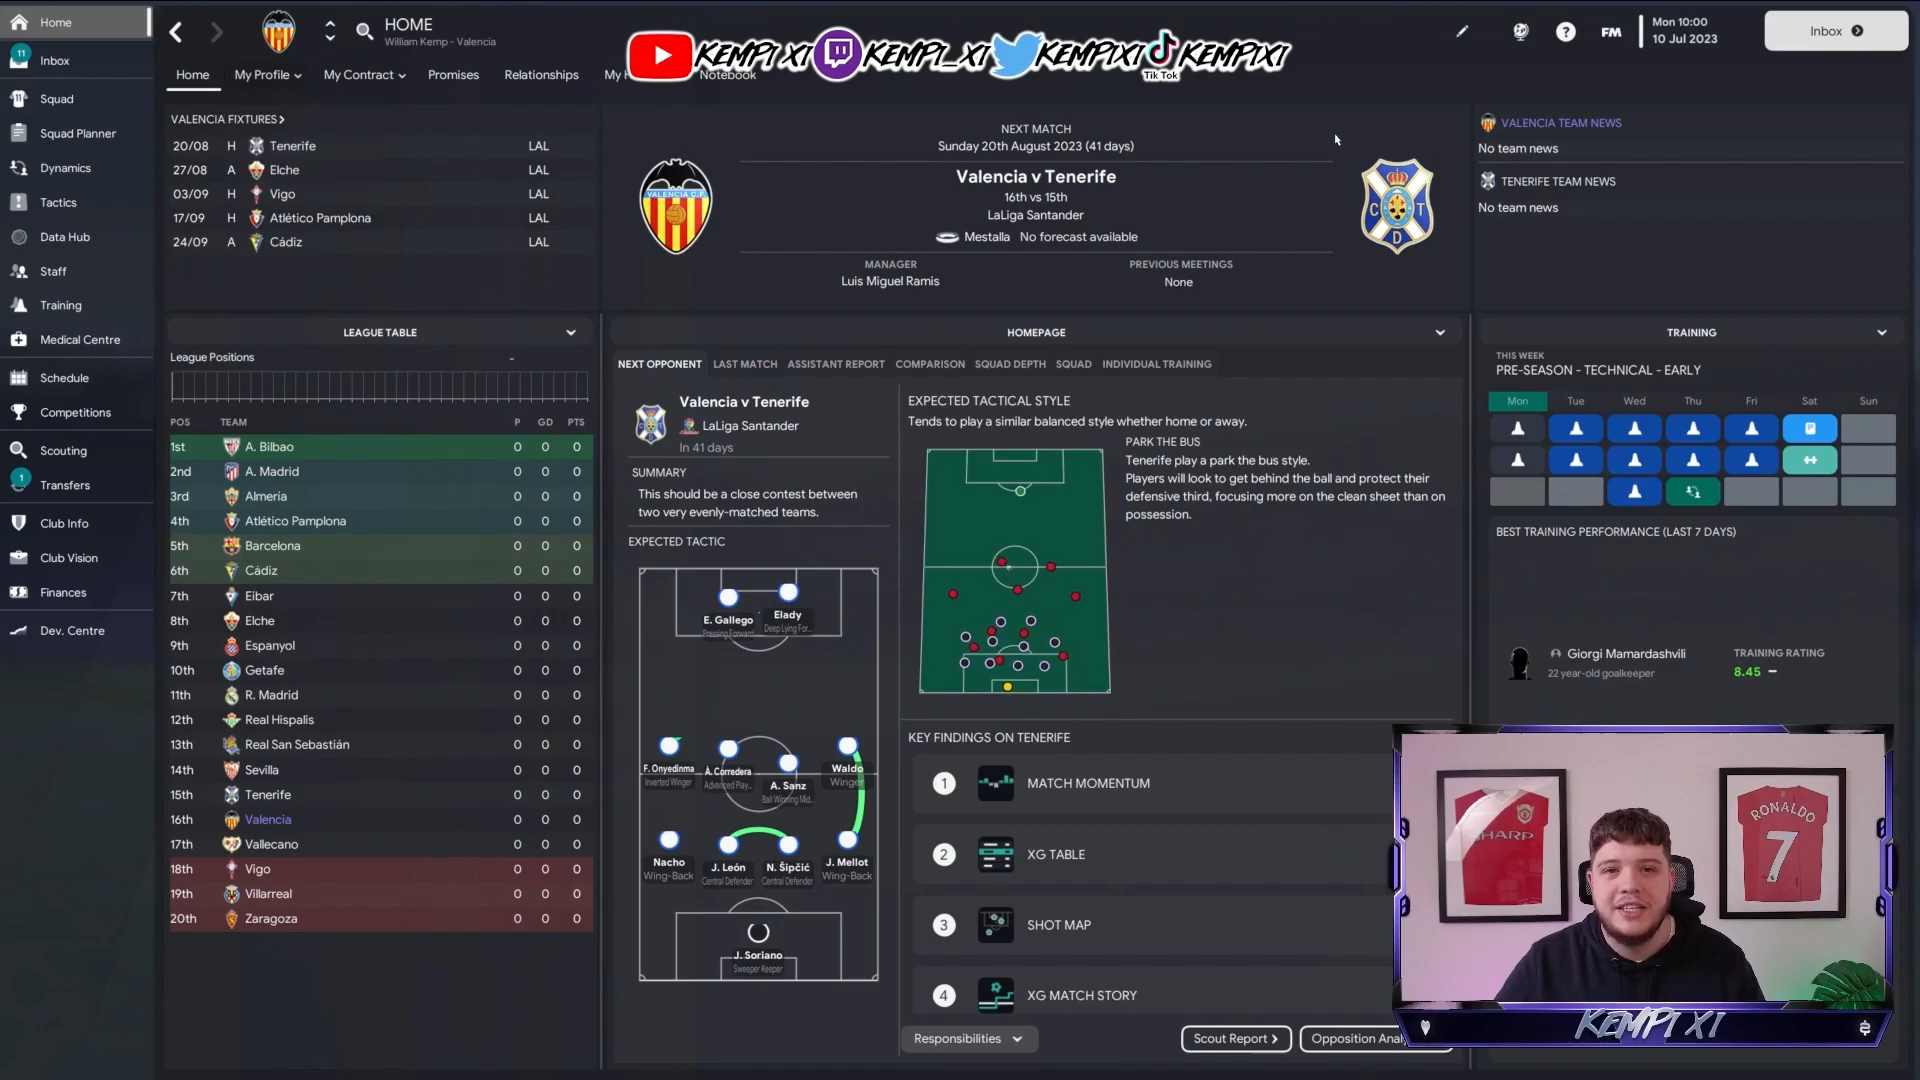 Home
11
Inbox
Squad
Squad Planner
Dynamics
Tactics
Data Hub
Staff
Training
Medical Centre
Schedule
Competitions
Scouting
1
Transfers
Club Info
Club Vision
Finances
Dev. Centre
HOME
William Kemp - Valencia
KEMPI XI KEMPI_XI KEMPIXI KEMPIXI
Tik Tok
FM
Mon 10:00
10 Jul 2023
Inbox
Home My Profile My Contract Promises Relationships My Notebook
VALENCIA FIXTURES
20/08 H Tenerife LAL
27/08 A Elche LAL
03/09 H Vigo LAL
17/09 H Atlético Pamplona LAL
24/09 A Cádiz LAL
NEXT MATCH
Sunday 20th August 2023 (41 days)
Valencia v Tenerife
16th vs 15th
LaLiga Santander
Mestalla No forecast available
MANAGER
Luis Miguel Ramis
PREVIOUS MEETINGS
None
VALENCIA TEAM NEWS
No team news
TENERIFE TEAM NEWS
No team news
LEAGUE TABLE
League Positions -
POS TEAM P GD PTS
1st A. Bilbao 0 0 0
2nd A. Madrid 0 0 0
3rd Almería 0 0 0
4th Atlético Pamplona 0 0 0
5th Barcelona 0 0 0
6th Cádiz 0 0 0
7th Eibar 0 0 0
8th Elche 0 0 0
9th Espanyol 0 0 0
10th Getafe 0 0 0
11th R. Madrid 0 0 0
12th Real Hispalis 0 0 0
13th Real San Sebastián 0 0 0
14th Sevilla 0 0 0
15th Tenerife 0 0 0
16th Valencia 0 0 0
17th Vallecano 0 0 0
18th Vigo 0 0 0
19th Villarreal 0 0 0
20th Zaragoza 0 0 0
HOMEPAGE
NEXT OPPONENT LAST MATCH ASSISTANT REPORT COMPARISON SQUAD DEPTH SQUAD INDIVIDUAL TRAINING
Valencia v Tenerife
LaLiga Santander
In 41 days
SUMMARY
This should be a close contest between
two very evenly-matched teams.
EXPECTED TACTIC
E. Gallego
Pressing Forward
Elady
Deep Lying For...
F. Onyedinma
Inverted Winger
Á. Corredera
Advanced Play...
A. Sanz
Ball Winning Mid...
Waldo
Winger
Nacho
Wing-Back
J. León
Central Defender
N. Šipčić
Central Defender
J. Mellot
Wing-Back
J. Soriano
Sweeper Keeper
EXPECTED TACTICAL STYLE
Tends to play a similar balanced style whether home or away.
PARK THE BUS
Tenerife play a park the bus style.
Players will look to get behind the ball and protect their
defensive third, focusing more on the clean sheet than on
possession.
KEY FINDINGS ON TENERIFE
1 MATCH MOMENTUM
2 XG TABLE
3 SHOT MAP
4 XG MATCH STORY
Responsibilities
Scout Report
Opposition
TRAINING
THIS WEEK
PRE-SEASON - TECHNICAL - EARLY
Mon Tue Wed Thu Fri Sat Sun
BEST TRAINING PERFORMANCE (LAST 7 DAYS)
Giorgi Mamardashvili
22 year-old goalkeeper
TRAINING RATING
8.45 –
SHARP
RONALDO
7
KEMPI XI